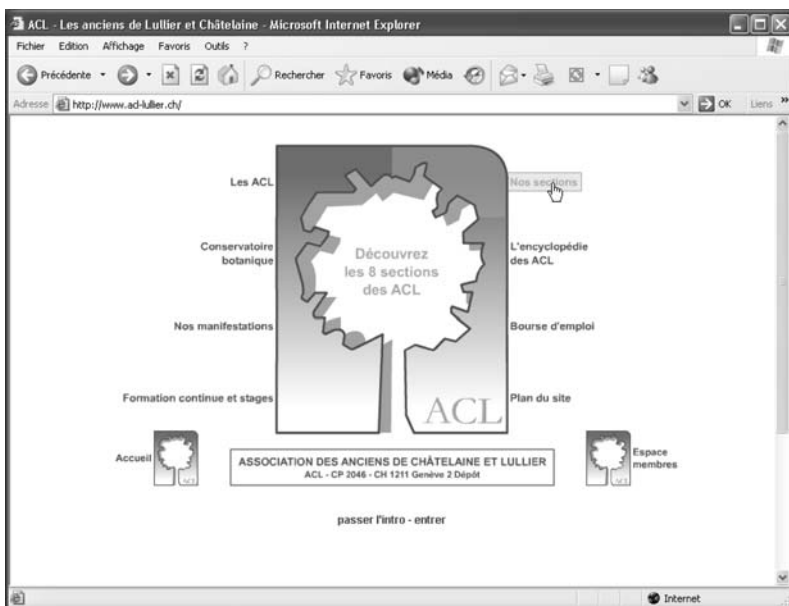 ACL - Les anciens de Lullier et Châtelaine - Microsoft Internet Explorer
Fichier Edition Affichage Favoris Outils ?
Précédente Rechercher Favoris Média
Adresse http://www.acl-lullier.ch/ OK Liens »
Les ACL
Nos sections
Conservatoire
botanique
Découvrez
les 8 sections
des ACL
L'encyclopédie
des ACL
Nos manifestations
Bourse d'emploi
Formation continue et stages
ACL
Plan du site
Accueil
ACL
ASSOCIATION DES ANCIENS DE CHÂTELAINE ET LULLIER
ACL - CP 2046 - CH 1211 Genève 2 Dépôt
ACL
Espace
membres
passer l'intro - entrer
Internet